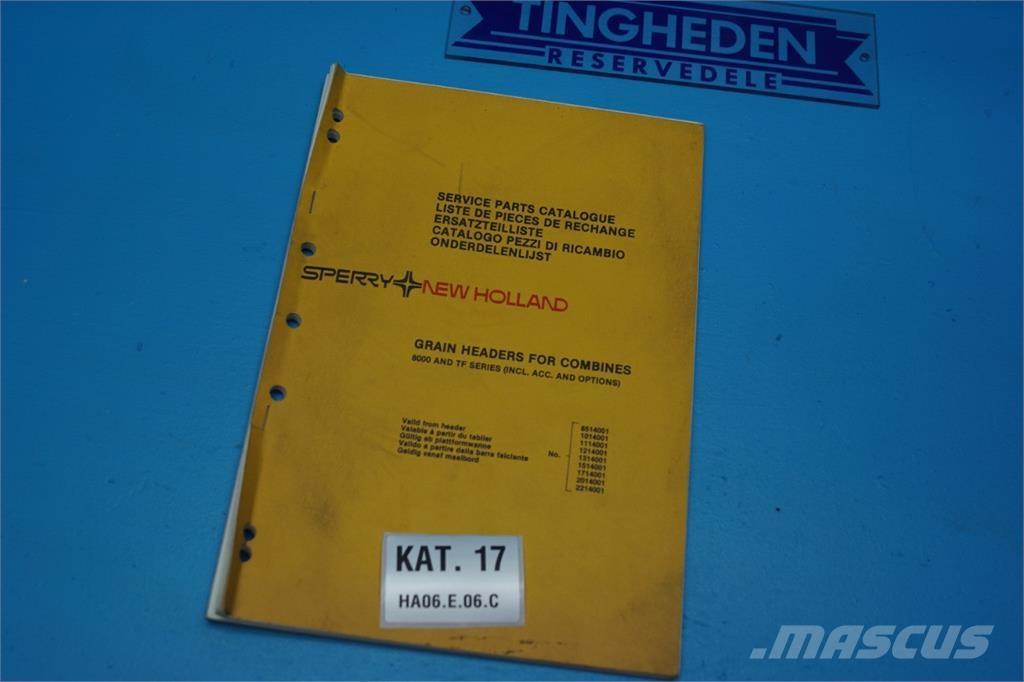 TINGHEDEN
RESERVEDELE
SERVICE PARTS CATALOGUE
LISTE DE PIECES DE RECHANGE
ERSATZTEILLISTE
CATALOGO PEZZI DI RICAMBIO
ONDERDELENLIJST
SPERRY NEW HOLLAND
GRAIN HEADERS FOR COMBINES
8000 AND TF SERIES (INCL. ACC. AND OPTIONS)
Valid from header
Valable à partir du tablier
Gültig ab plattformwanne
Valido a partire dalla barra falciante
Geldig vanaf maaibord
No.
8514001
1014001
1114001
1214001
1314001
1514001
1714001
2014001
2214001
KAT. 17
HA06.E.06.C
.MASCUS